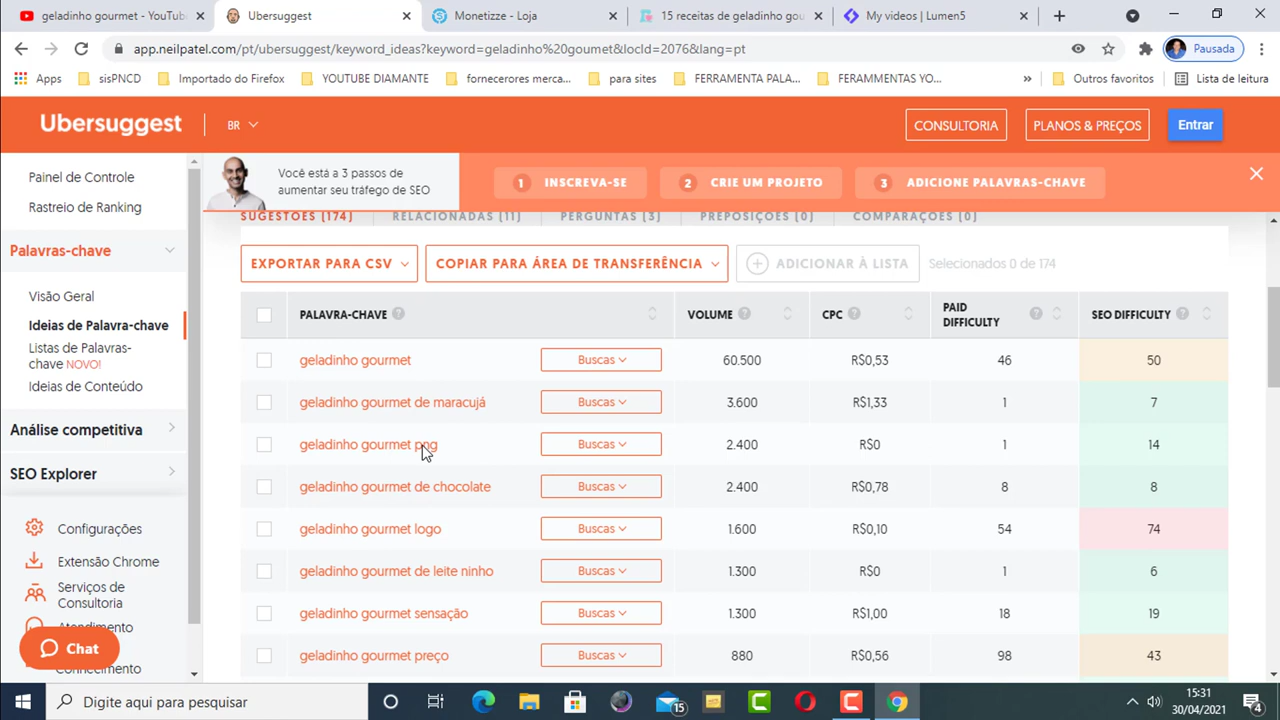 geladinho gourmet - YouTube
Ubersuggest
Monetizze - Loja
15 receitas de geladinho gou
My videos | Lumen5
app.neilpatel.com/pt/ubersuggest/keyword_ideas?keyword=geladinho%20goumet&locId=2076&lang=pt
Pausada
Apps
sisPNCD
Importado do Firefox
YOUTUBE DIAMANTE
fornecerores merca...
para sites
FERRAMENTA PALA...
FERAMMENTAS YO...
»
Outros favoritos
Lista de leitura
Ubersuggest
BR
CONSULTORIA
PLANOS & PREÇOS
Entrar
Painel de Controle
Rastreio de Ranking
Palavras-chave
Visão Geral
Ideias de Palavra-chave
Listas de Palavras-
chave NOVO!
Ideias de Conteúdo
Análise competitiva
SEO Explorer
Configurações
Extensão Chrome
Serviços de
Consultoria
Atendimento
Conhecimento
Chat
Você está a 3 passos de
aumentar seu tráfego de SEO
1 INSCREVA-SE
2 CRIE UM PROJETO
3 ADICIONE PALAVRAS-CHAVE
SUGESTÕES (174)
RELACIONADAS (11)
PERGUNTAS (3)
PREPOSIÇÕES (0)
COMPARAÇÕES (0)
EXPORTAR PARA CSV
COPIAR PARA ÁREA DE TRANSFERÊNCIA
ADICIONAR À LISTA
Selecionados 0 de 174
PALAVRA-CHAVE ? VOLUME ? CPC ? PAID DIFFICULTY ? SEO DIFFICULTY ?
geladinho gourmet Buscas 60.500 R$0,53 46 50
geladinho gourmet de maracujá Buscas 3.600 R$1,33 1 7
geladinho gourmet png Buscas 2.400 R$0 1 14
geladinho gourmet de chocolate Buscas 2.400 R$0,78 8 8
geladinho gourmet logo Buscas 1.600 R$0,10 54 74
geladinho gourmet de leite ninho Buscas 1.300 R$0 1 6
geladinho gourmet sensação Buscas 1.300 R$1,00 18 19
geladinho gourmet preço Buscas 880 R$0,56 98 43
Digite aqui para pesquisar
15
15:31
30/04/2021
4